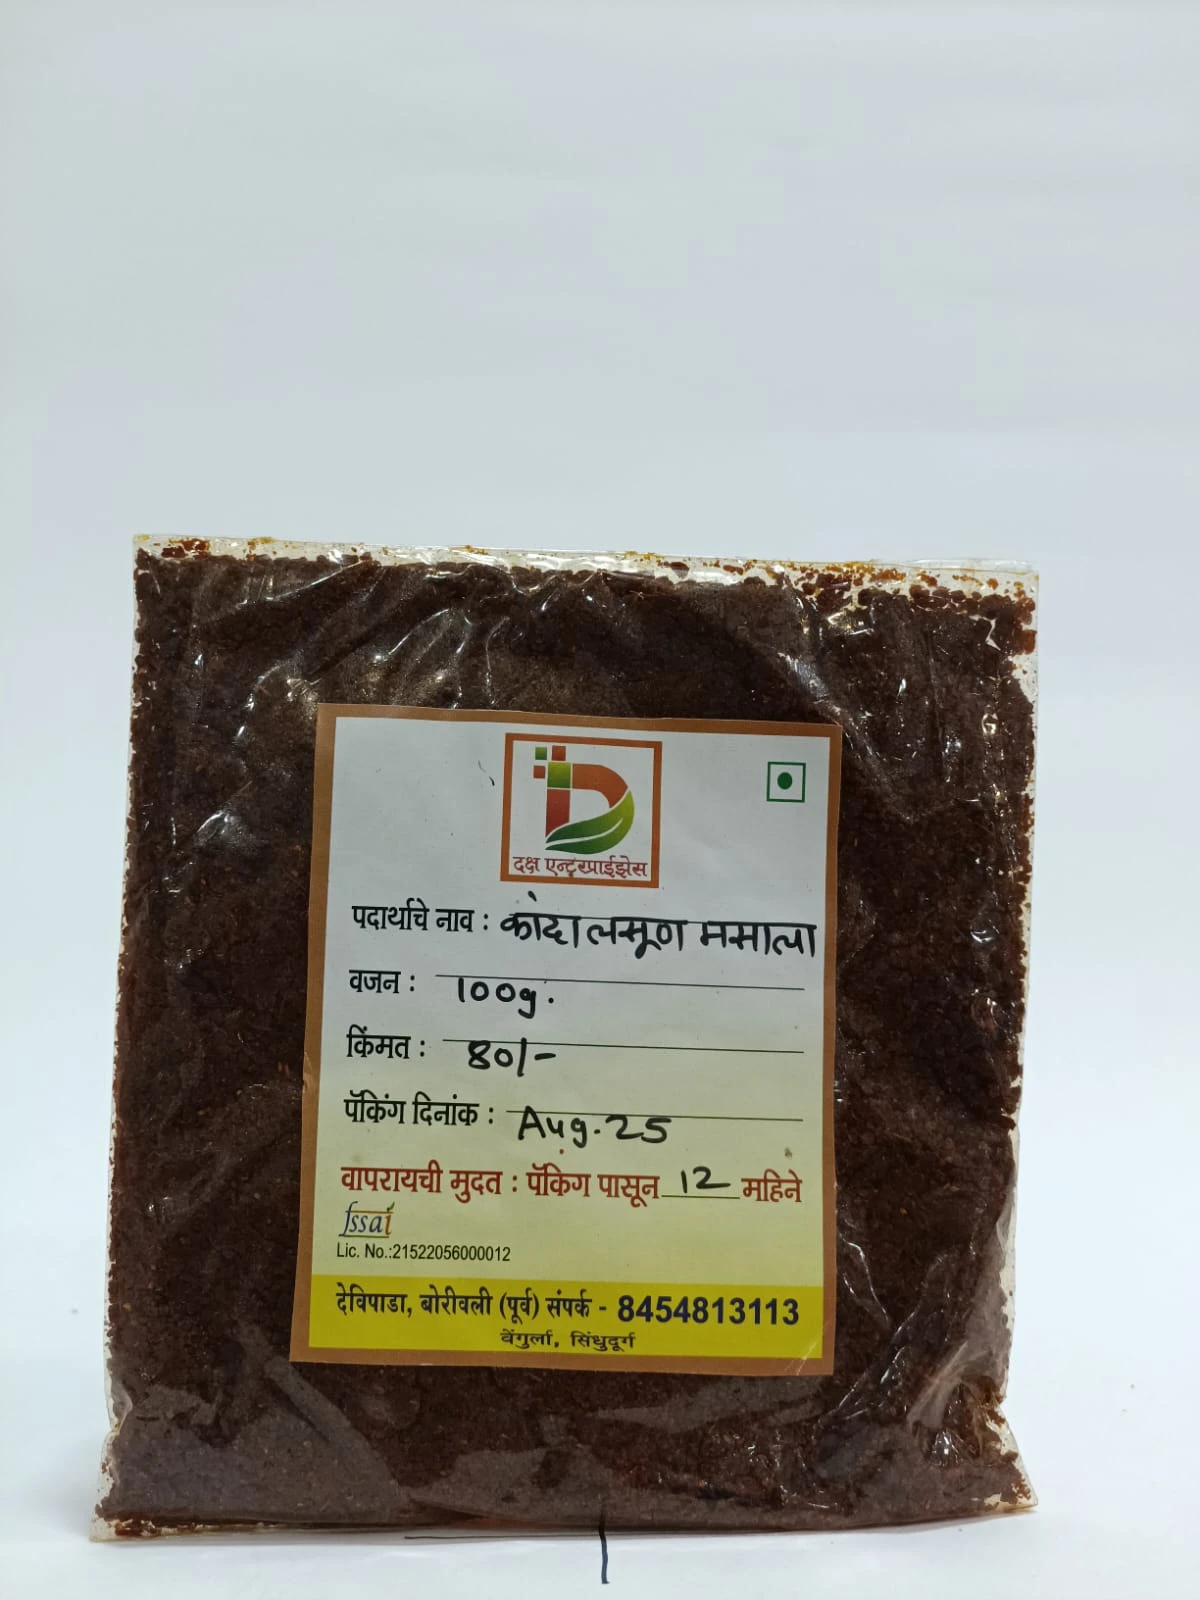 दक्ष एन्टरप्राईझेस
पदार्थाचे नाव : कांदा लसूण मसाला
वजन : 100g.
किंमत : 80/-
पॅकिंग दिनांक : Aug. 25
वापरायची मुदत : पॅकिंग पासून 12 महिने
fssai
Lic. No.:21522056000012
देविपाडा, बोरीवली (पूर्व) संपर्क - 8454813113
वेंगुर्ला, सिंधुदूर्ग